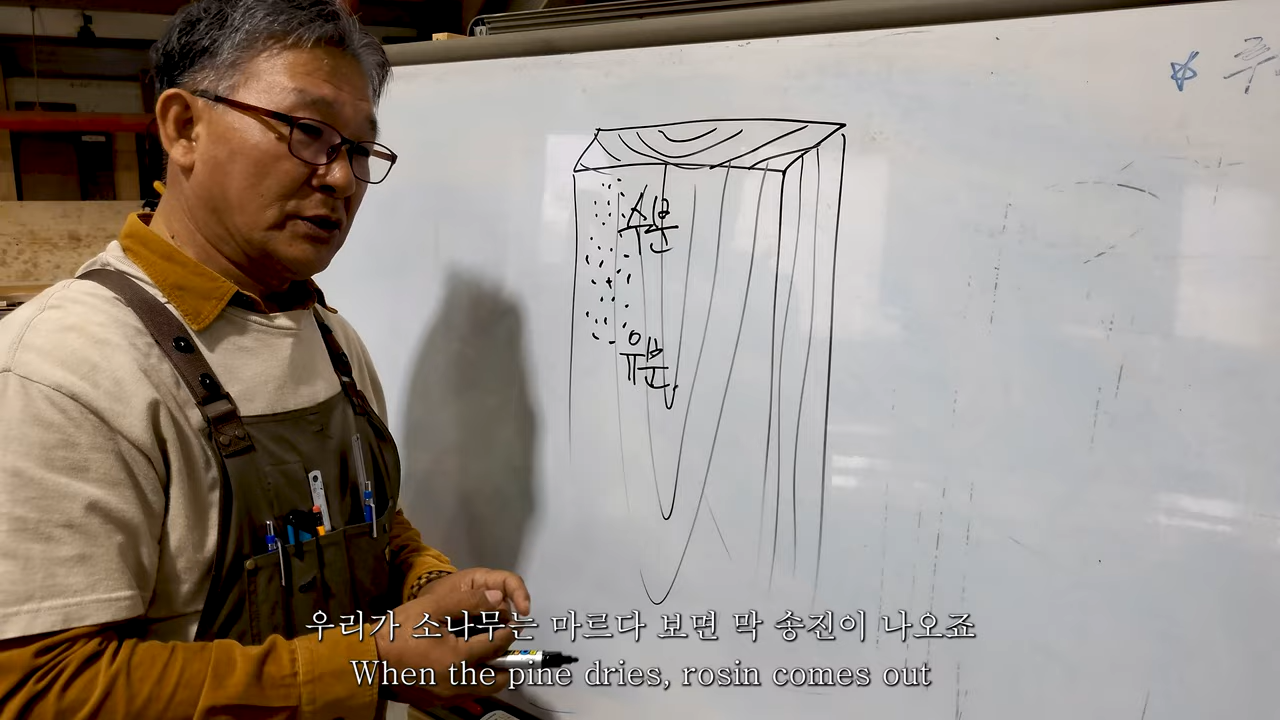 수분
유분
우리가 소나무는 마르다 보면 막 송진이 나오죠
When the pine dries, rosin comes out